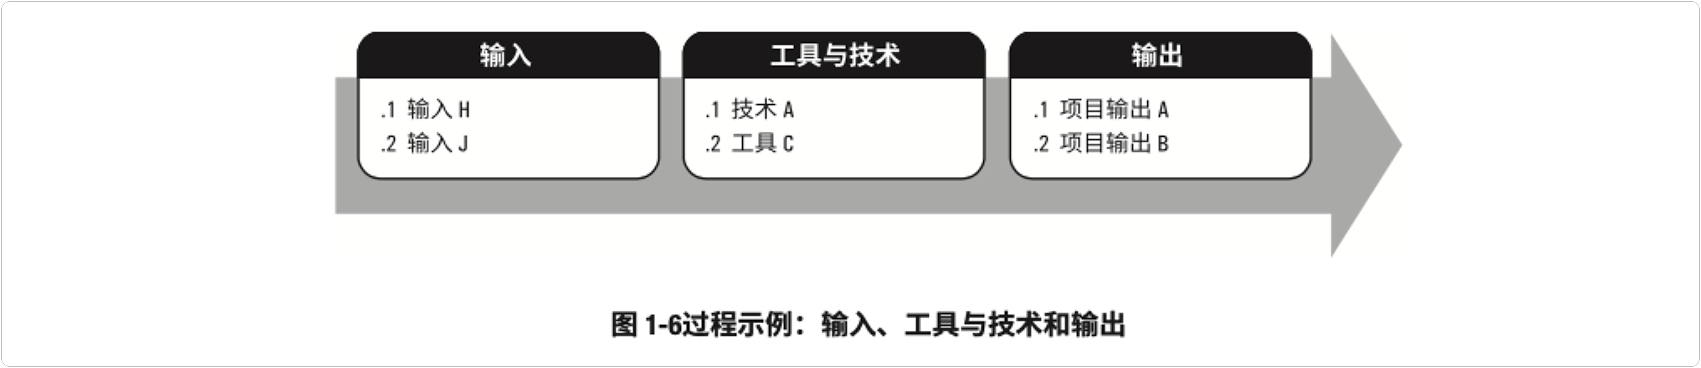 输入
.1 输入 H
.2 输入 J
工具与技术
.1 技术 A
.2 工具 C
输出
.1 项目输出 A
.2 项目输出 B
图 1-6过程示例：输入、工具与技术和输出